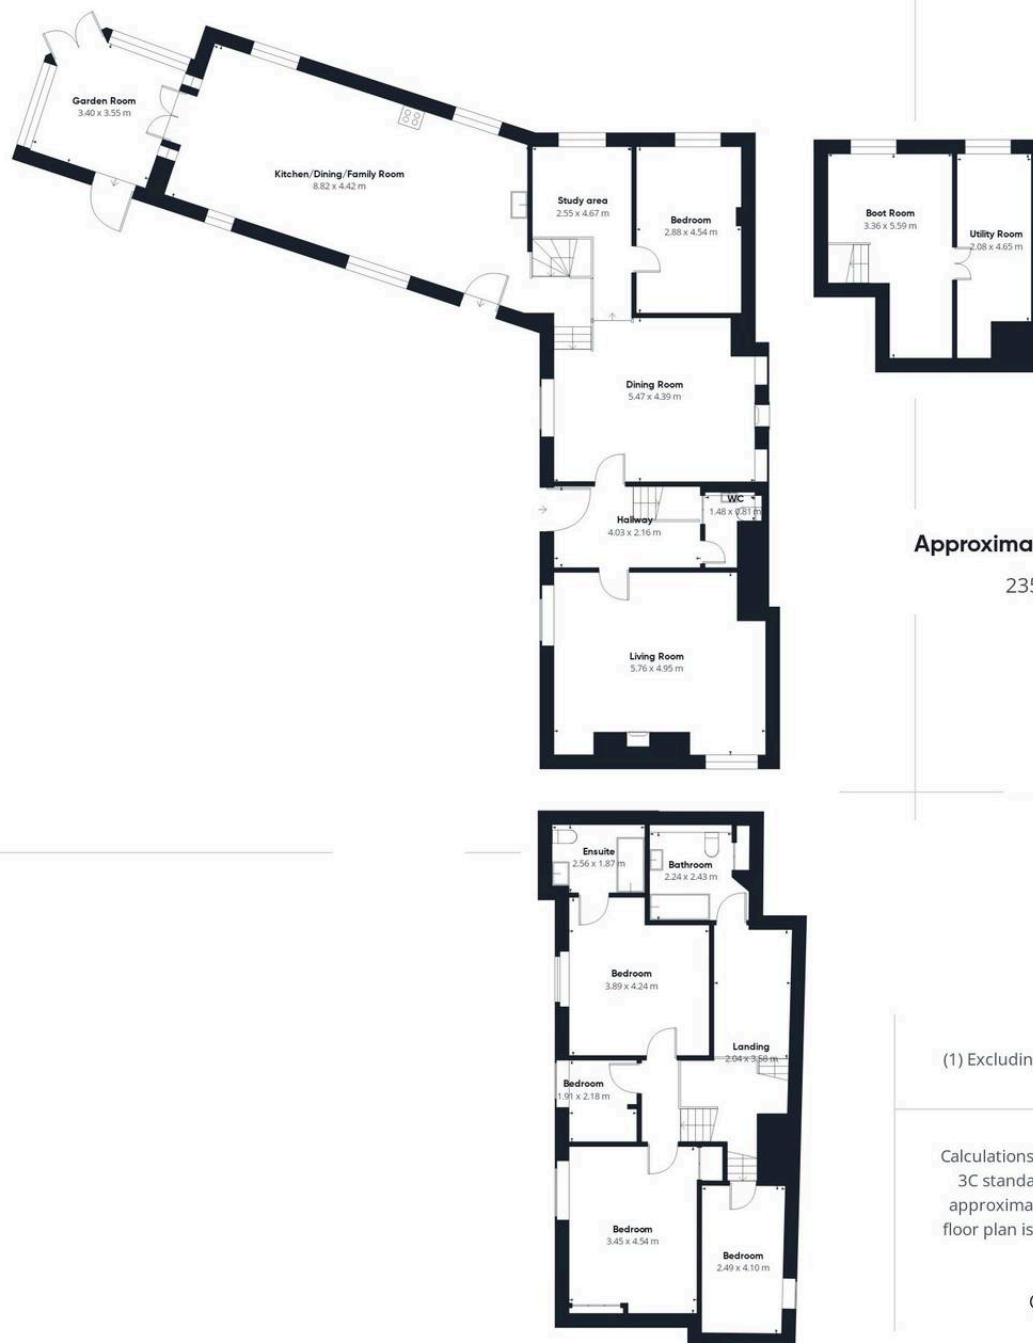 Garden Room
3.40 x 3.55 m
Kitchen/Dining/Family Room
8.82 x 4.42 m
Study area
2.55 x 4.67 m
Bedroom
2.88 x 4.54 m
Boot Room
3.36 x 5.59 m
Utility Room
2.08 x 4.65 m
Dining Room
5.47 x 4.39 m
WC
1.48 x 0.81 m
Hallway
4.03 x 2.16 m
Living Room
5.76 x 4.95 m
Approxima
235
Ensuite
2.56 x 1.87 m
Bathroom
2.24 x 2.43 m
Bedroom
3.89 x 4.24 m
Landing
2.04 x 3.58 m
Bedroom
1.91 x 2.18 m
Bedroom
3.45 x 4.54 m
Bedroom
2.49 x 4.10 m
(1) Excludin
Calculations
3C standa
approxima
floor plan is